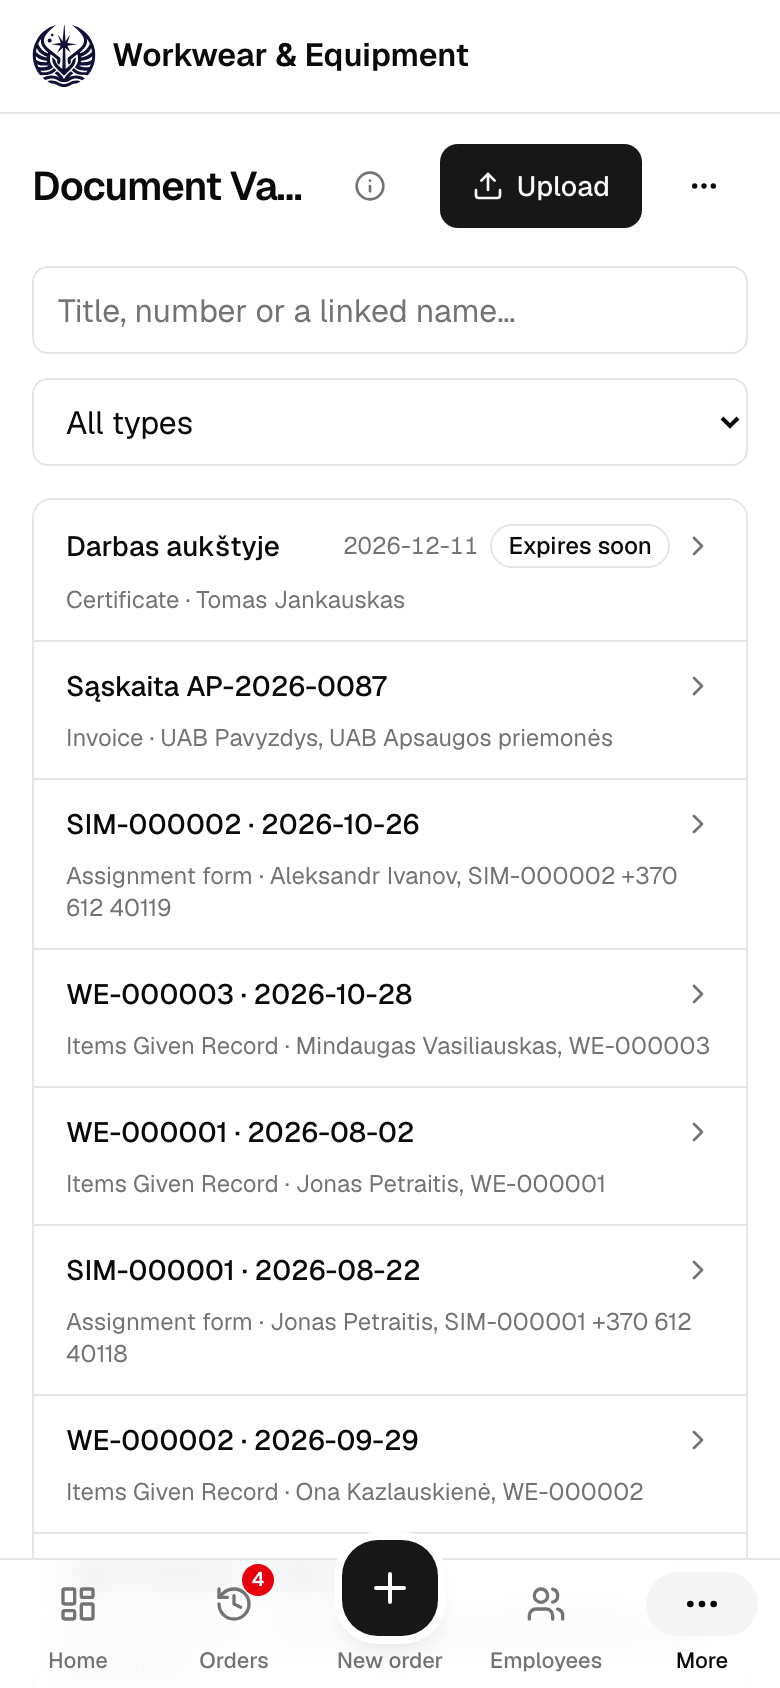 Workwear & Equipment
Document Va...
Upload
Title, number or a linked name...
All types
Darbas aukštyje
2026-12-11
Expires soon
Certificate · Tomas Jankauskas
Sąskaita AP-2026-0087
Invoice · UAB Pavyzdys, UAB Apsaugos priemonės
SIM-000002 · 2026-10-26
Assignment form · Aleksandr Ivanov, SIM-000002 +370
612 40119
WE-000003 · 2026-10-28
Items Given Record · Mindaugas Vasiliauskas, WE-000003
WE-000001 · 2026-08-02
Items Given Record · Jonas Petraitis, WE-000001
SIM-000001 · 2026-08-22
Assignment form · Jonas Petraitis, SIM-000001 +370 612
40118
WE-000002 · 2026-09-29
Items Given Record · Ona Kazlauskienė, WE-000002
4
Home
Orders
New order
Employees
More